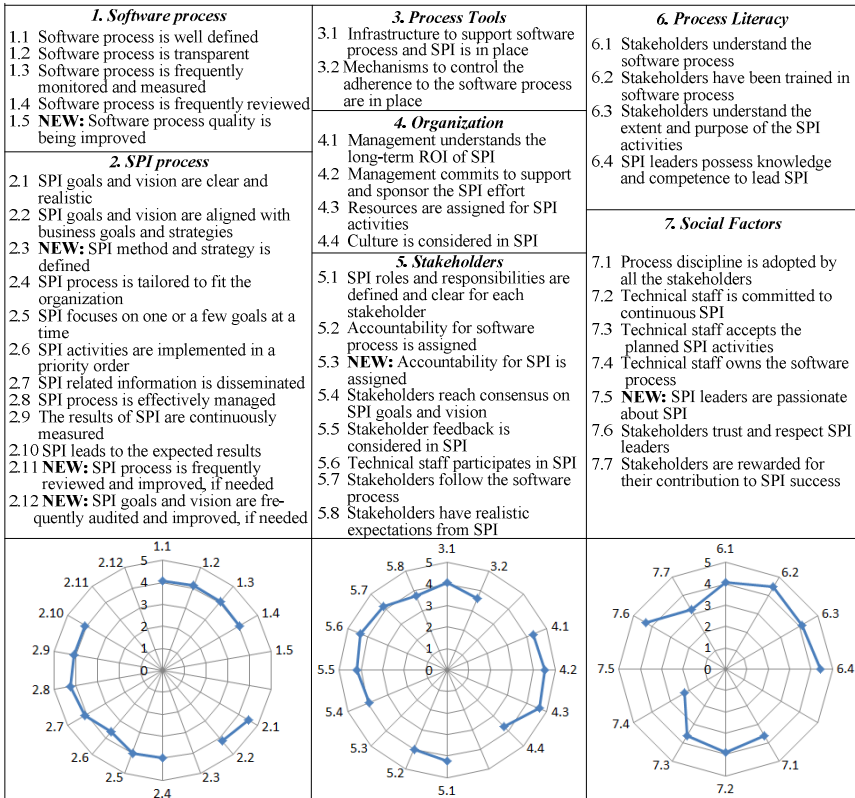 1. Software process
1.1 Software process is well defined
1.2 Software process is transparent
1.3 Software process is frequently
monitored and measured
1.4 Software process is frequently reviewed
1.5 NEW: Software process quality is
being improved
2. SPI process
2.1 SPI goals and vision are clear and
realistic
2.2 SPI goals and vision are aligned with
business goals and strategies
2.3 NEW: SPI method and strategy is
defined
2.4 SPI process is tailored to fit the
organization
2.5 SPI focuses on one or a few goals at a
time
2.6 SPI activities are implemented in a
priority order
2.7 SPI related information is disseminated
2.8 SPI process is effectively managed
2.9 The results of SPI are continuously
measured
2.10 SPI leads to the expected results
2.11 NEW: SPI process is frequently
reviewed and improved, if needed
2.12 NEW: SPI goals and vision are fre-
quently audited and improved, if needed
3. Process Tools
3.1 Infrastructure to support software
process and SPI is in place
3.2 Mechanisms to control the
adherence to the software process
are in place
4. Organization
4.1 Management understands the
long-term ROI of SPI
4.2 Management commits to support
and sponsor the SPI effort
4.3 Resources are assigned for SPI
activities
4.4 Culture is considered in SPI
5. Stakeholders
5.1 SPI roles and responsibilities are
defined and clear for each
stakeholder
5.2 Accountability for software
process is assigned
5.3 NEW: Accountability for SPI is
assigned
5.4 Stakeholders reach consensus on
SPI goals and vision
5.5 Stakeholder feedback is
considered in SPI
5.6 Technical staff participates in SPI
5.7 Stakeholders follow the software
process
5.8 Stakeholders have realistic
expectations from SPI
6. Process Literacy
6.1 Stakeholders understand the
software process
6.2 Stakeholders have been trained in
software process
6.3 Stakeholders understand the
extent and purpose of the SPI
activities
6.4 SPI leaders possess knowledge
and competence to lead SPI
7. Social Factors
7.1 Process discipline is adopted by
all the stakeholders
7.2 Technical staff is committed to
continuous SPI
7.3 Technical staff accepts the
planned SPI activities
7.4 Technical staff owns the software
process
7.5 NEW: SPI leaders are passionate
about SPI
7.6 Stakeholders trust and respect SPI
leaders
7.7 Stakeholders are rewarded for
their contribution to SPI success
1.1
1.2
1.3
1.4
1.5
2.1
2.2
2.3
2.4
2.5
2.6
2.7
2.8
2.9
2.10
2.11
2.12
5
4
3
2
1
0
3.1
3.2
4.1
4.2
4.3
4.4
5.1
5.2
5.3
5.4
5.5
5.6
5.7
5.8
5
4
3
2
1
0
6.1
6.2
6.3
6.4
7.1
7.2
7.3
7.4
7.5
7.6
7.7
5
4
3
2
1
0